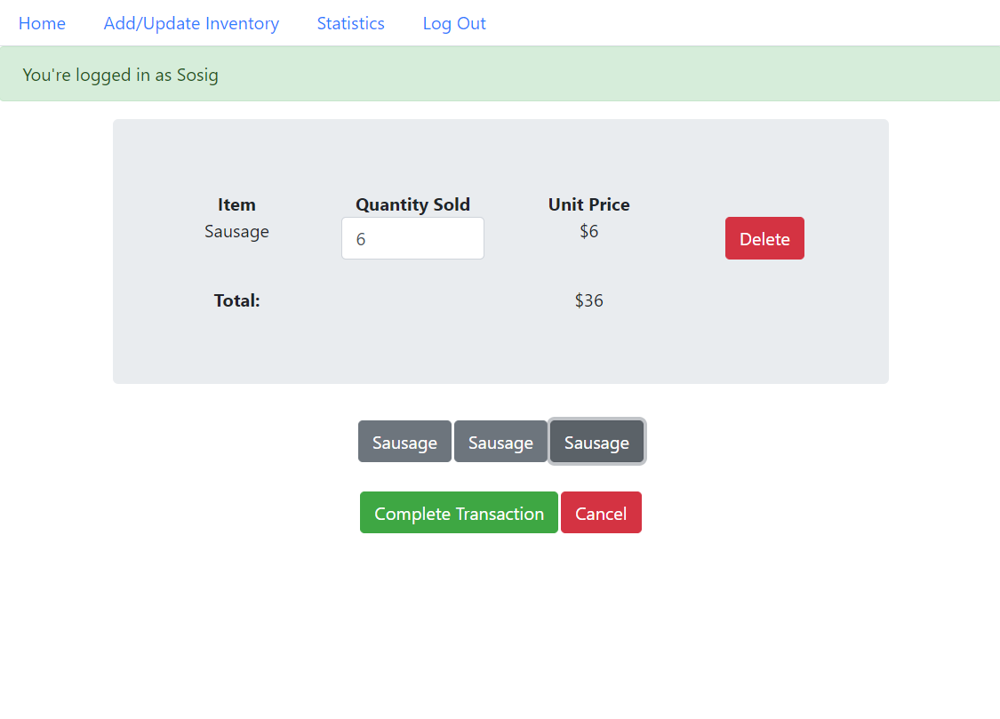 Home Add/Update Inventory Statistics Log Out
You're logged in as Sosig
Item Quantity Sold Unit Price
Sausage 6 $6 Delete
Total: $36
Sausage Sausage Sausage
Complete Transaction Cancel